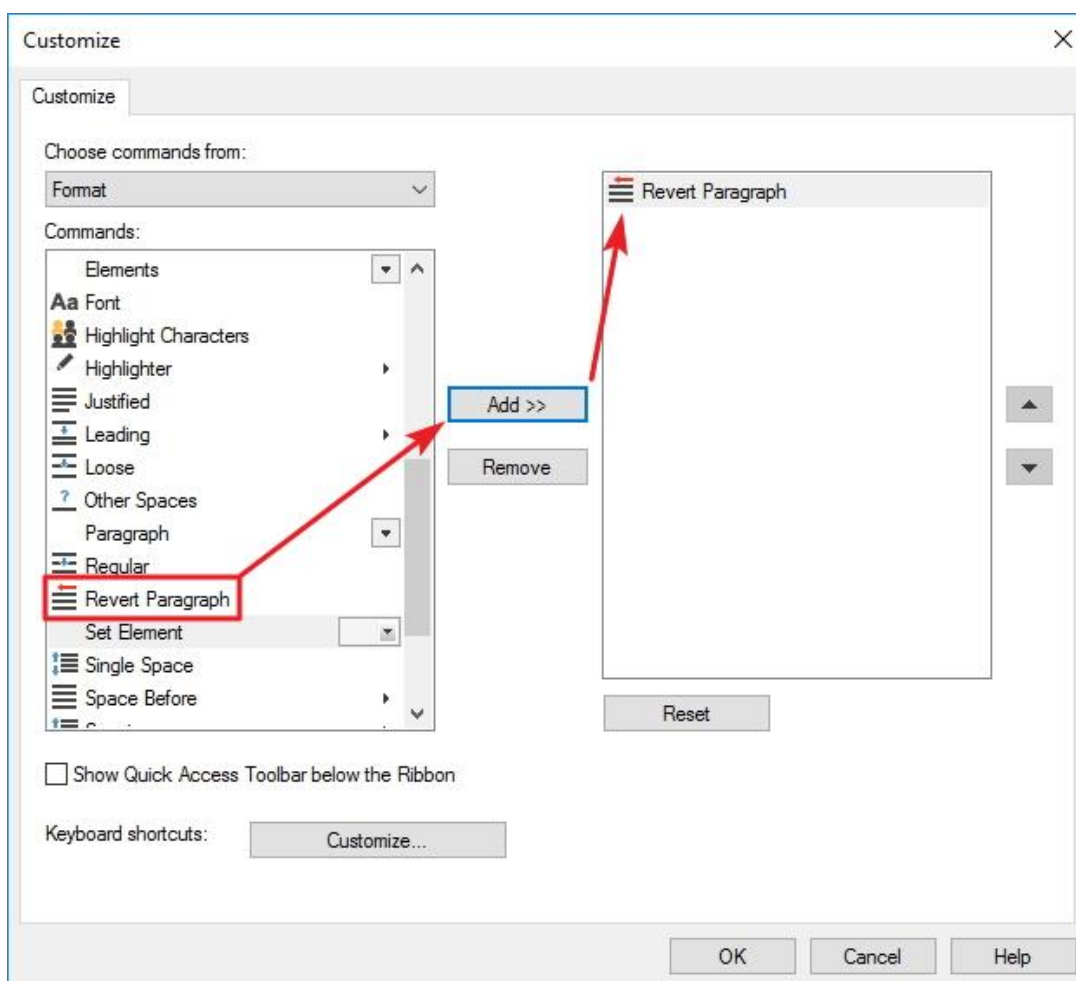 Customize
Customize
Choose commands from:
Format
Commands:
Elements
Aa Font
Highlight Characters
Highlighter
Justified
Leading
Loose
? Other Spaces
Paragraph
Regular
Revert Paragraph
Set Element
Single Space
Space Before
Add >>
Remove
Revert Paragraph
Reset
Show Quick Access Toolbar below the Ribbon
Keyboard shortcuts:
Customize...
OK
Cancel
Help